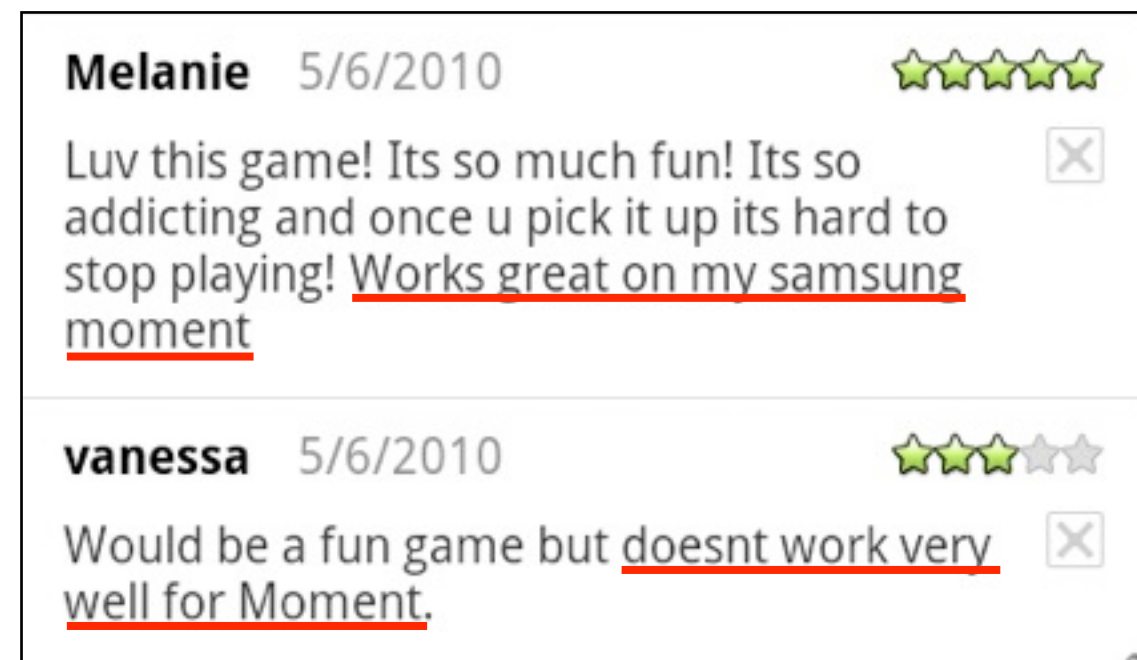 Melanie 5/6/2010
Luv this game! Its so much fun! Its so
addicting and once u pick it up its hard to
stop playing! Works great on my samsung
moment
vanessa 5/6/2010
Would be a fun game but doesnt work very
well for Moment.